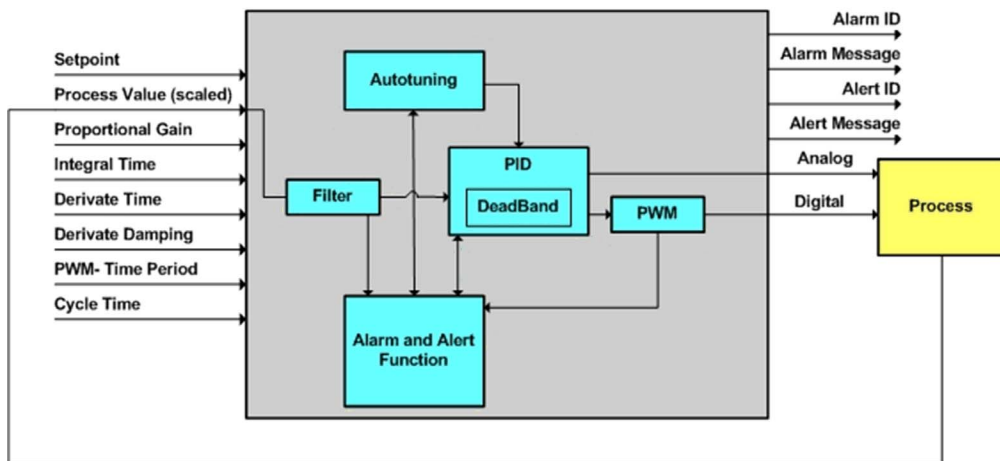 Setpoint
Process Value (scaled)
Proportional Gain
Integral Time
Derivate Time
Derivate Damping
PWM- Time Period
Cycle Time
Autotuning
Filter
PID
DeadBand
PWM
Alarm and Alert
Function
Alarm ID
Alarm Message
Alert ID
Alert Message
Analog
Digital
Process